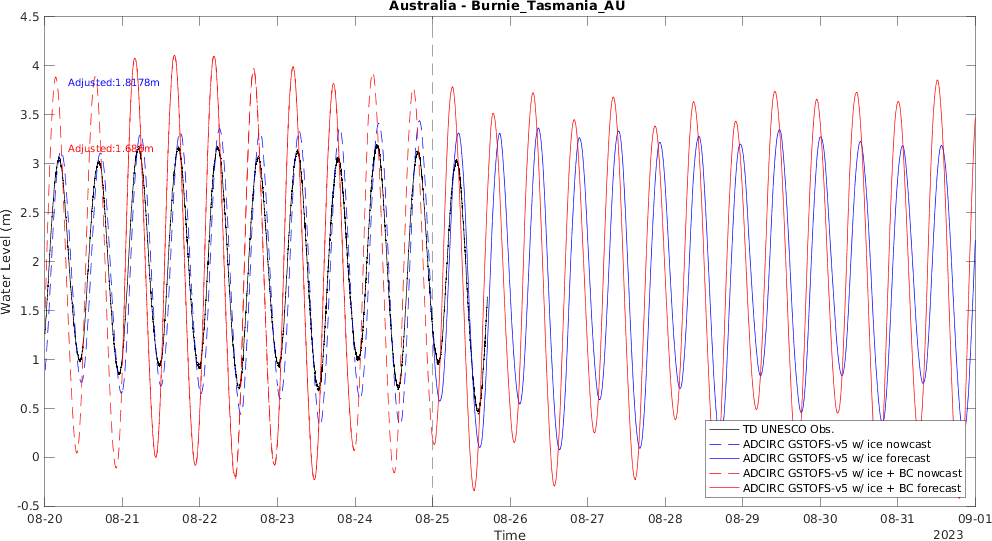 Australia - Burnie_Tasmania_AU
4.5
4
3.5
3
2.5
2
1.5
1
0.5
0
-0.5
Water Level (m)
Adjusted:1.8178m
TD UNESCO Obs.
ADCIRC GSTOFS-v5 w/ ice nowcast
ADCIRC GSTOFS-v5 w/ ice forecast
ADCIRC GSTOFS-v5 w/ ice + BC nowcast
ADCIRC GSTOFS-v5 w/ ice + BC forecast
08-20 08-21 08-22 08-23 08-24 08-25 08-26 08-27 08-28 08-29 08-30 08-31 09-01
Time
2023